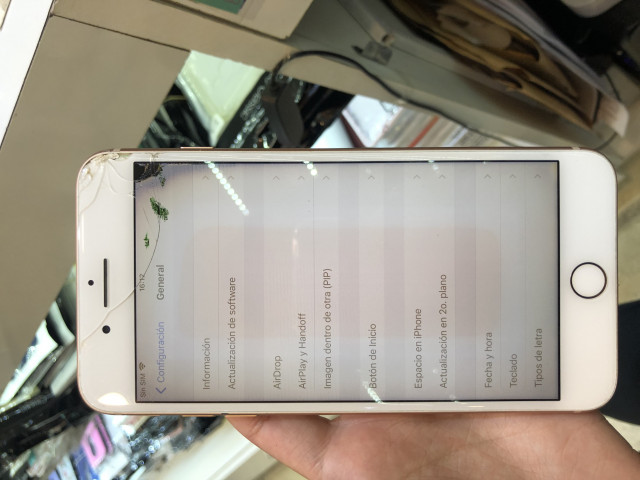 Sin SIM
16:12
Configuración
General
Información
Actualización de software
AirDrop
AirPlay y Handoff
Imagen dentro de otra (PIP)
Botón de Inicio
Espacio en iPhone
Actualización en 2o. plano
Fecha y hora
Teclado
Tipos de letra